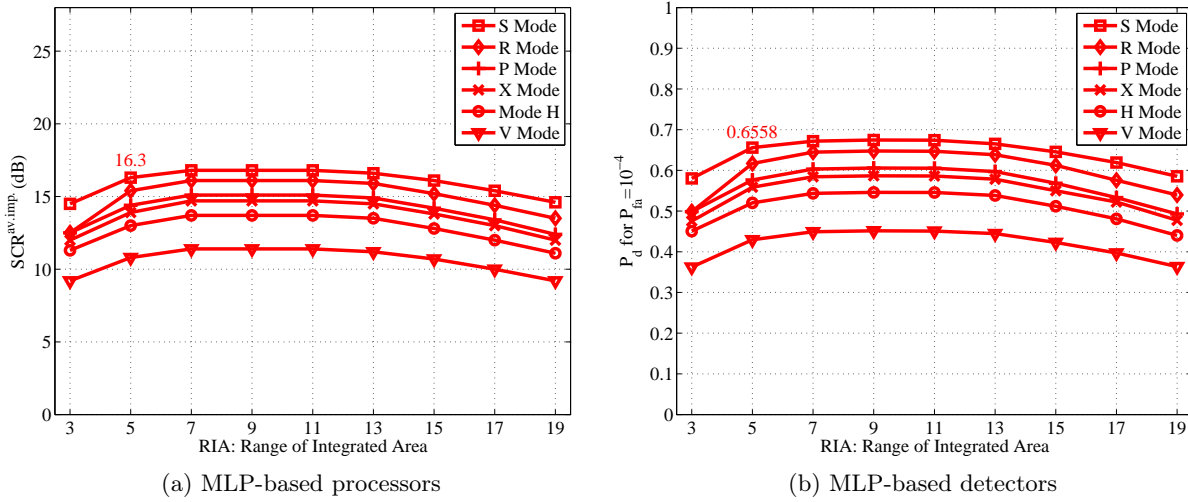 25
20
15
10
5
0
SCR^av. imp. (dB)
16.3
S Mode
R Mode
P Mode
X Mode
Mode H
V Mode
3 5 7 9 11 13 15 17 19
RIA: Range of Integrated Area
(a) MLP-based processors
1
0.9
0.8
0.7
0.6
0.5
0.4
0.3
0.2
0.1
0
P_d for P_fa=10^-4
0.6558
S Mode
R Mode
P Mode
X Mode
H Mode
V Mode
3 5 7 9 11 13 15 17 19
RIA: Range of Integrated Area
(b) MLP-based detectors